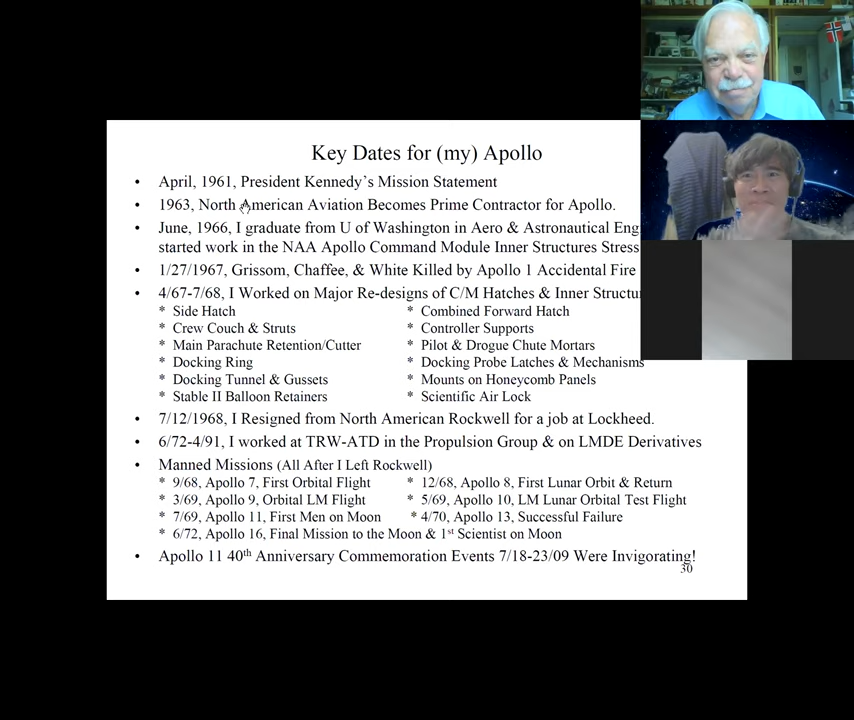 Key Dates for (my) Apollo
• April, 1961, President Kennedy's Mission Statement
• 1963, North American Aviation Becomes Prime Contractor for Apollo.
• June, 1966, I graduate from U of Washington in Aero & Astronautical Eng
started work in the NAA Apollo Command Module Inner Structures Stress
• 1/27/1967, Grissom, Chaffee, & White Killed by Apollo 1 Accidental Fire
• 4/67-7/68, I Worked on Major Re-designs of C/M Hatches & Inner Structu
* Side Hatch * Combined Forward Hatch
* Crew Couch & Struts * Controller Supports
* Main Parachute Retention/Cutter * Pilot & Drogue Chute Mortars
* Docking Ring * Docking Probe Latches & Mechanisms
* Docking Tunnel & Gussets * Mounts on Honeycomb Panels
* Stable II Balloon Retainers * Scientific Air Lock
• 7/12/1968, I Resigned from North American Rockwell for a job at Lockheed.
• 6/72-4/91, I worked at TRW-ATD in the Propulsion Group & on LMDE Derivatives
• Manned Missions (All After I Left Rockwell)
* 9/68, Apollo 7, First Orbital Flight * 12/68, Apollo 8, First Lunar Orbit & Return
* 3/69, Apollo 9, Orbital LM Flight * 5/69, Apollo 10, LM Lunar Orbital Test Flight
* 7/69, Apollo 11, First Men on Moon * 4/70, Apollo 13, Successful Failure
* 6/72, Apollo 16, Final Mission to the Moon & 1st Scientist on Moon
• Apollo 11 40th Anniversary Commemoration Events 7/18-23/09 Were Invigorating!
30